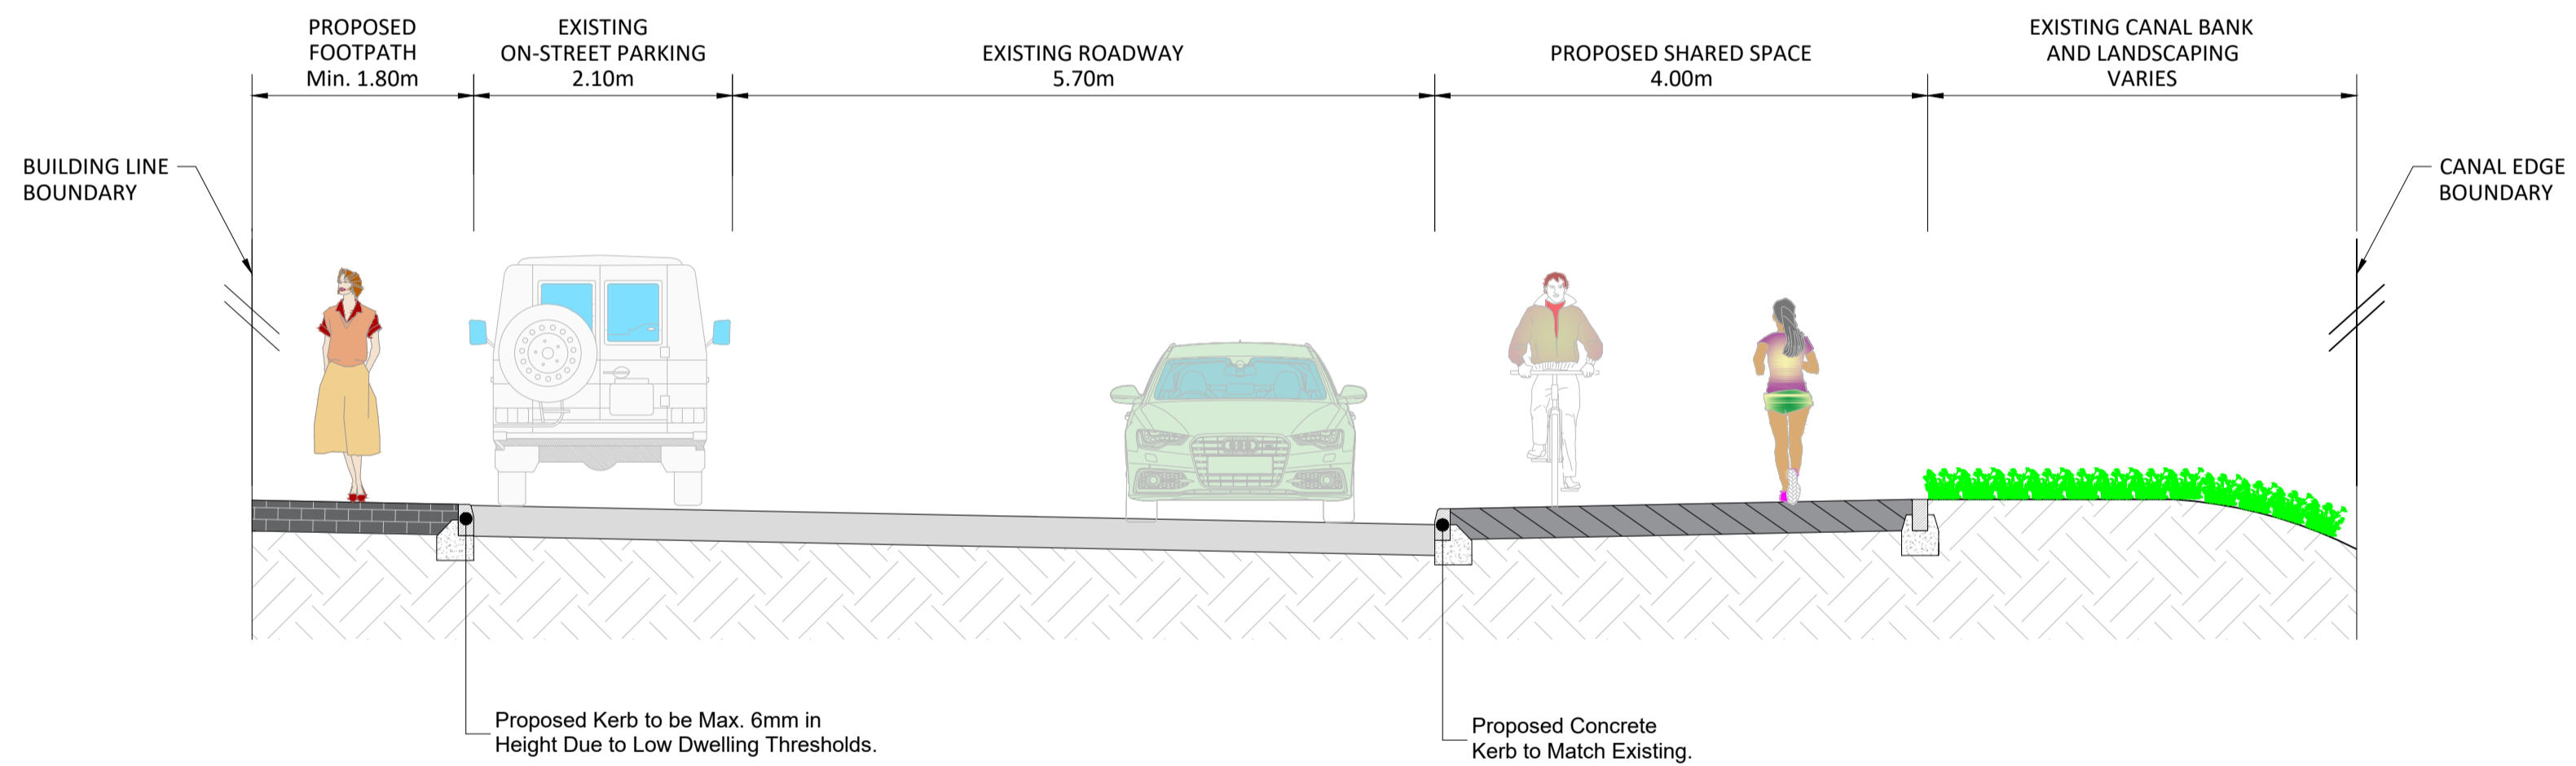 PROPOSED
FOOTPATH
Min. 1.80m
EXISTING
ON-STREET PARKING
2.10m
EXISTING ROADWAY
5.70m
PROPOSED SHARED SPACE
4.00m
EXISTING CANAL BANK
AND LANDSCAPING
VARIES
BUILDING LINE
BOUNDARY
CANAL EDGE
BOUNDARY
Proposed Kerb to be Max. 6mm in
Height Due to Low Dwelling Thresholds.
Proposed Concrete
Kerb to Match Existing.